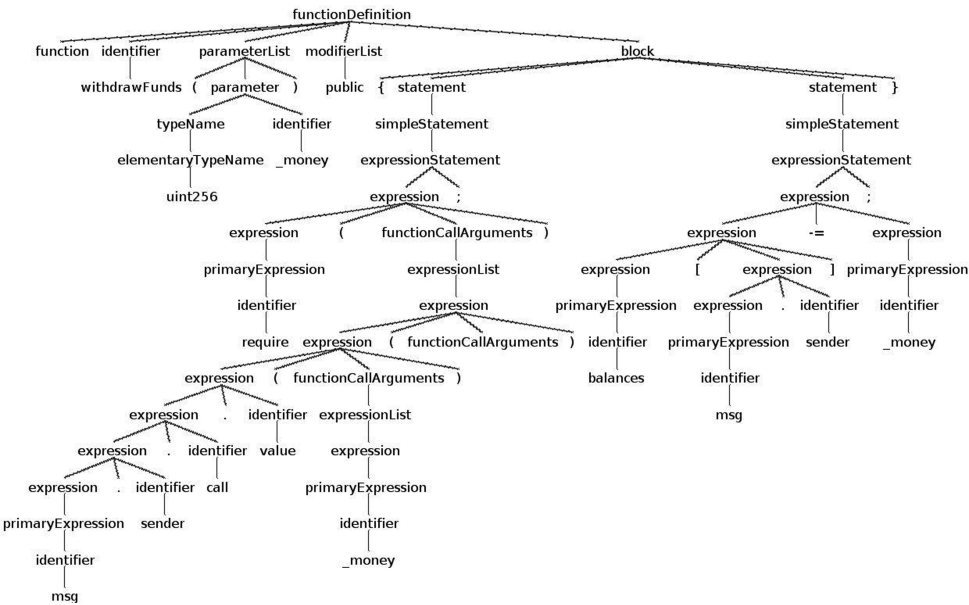 functionDefinition
function identifier parameterList modifierList block
withdrawFunds ( parameter ) public { statement statement }
typeName identifier simpleStatement simpleStatement
elementaryTypeName _money expressionStatement expressionStatement
uint256 expression ; expression ;
expression ( functionCallArguments ) expression -= expression
primaryExpression expressionList expression [ expression ] primaryExpression
identifier expression primaryExpression expression . identifier identifier
require expression ( functionCallArguments ) identifier primaryExpression sender _money
expression ( functionCallArguments ) balances identifier
expression . identifier expressionList msg
expression . identifier value expression
expression . identifier call primaryExpression
primaryExpression sender identifier
identifier _money
msg